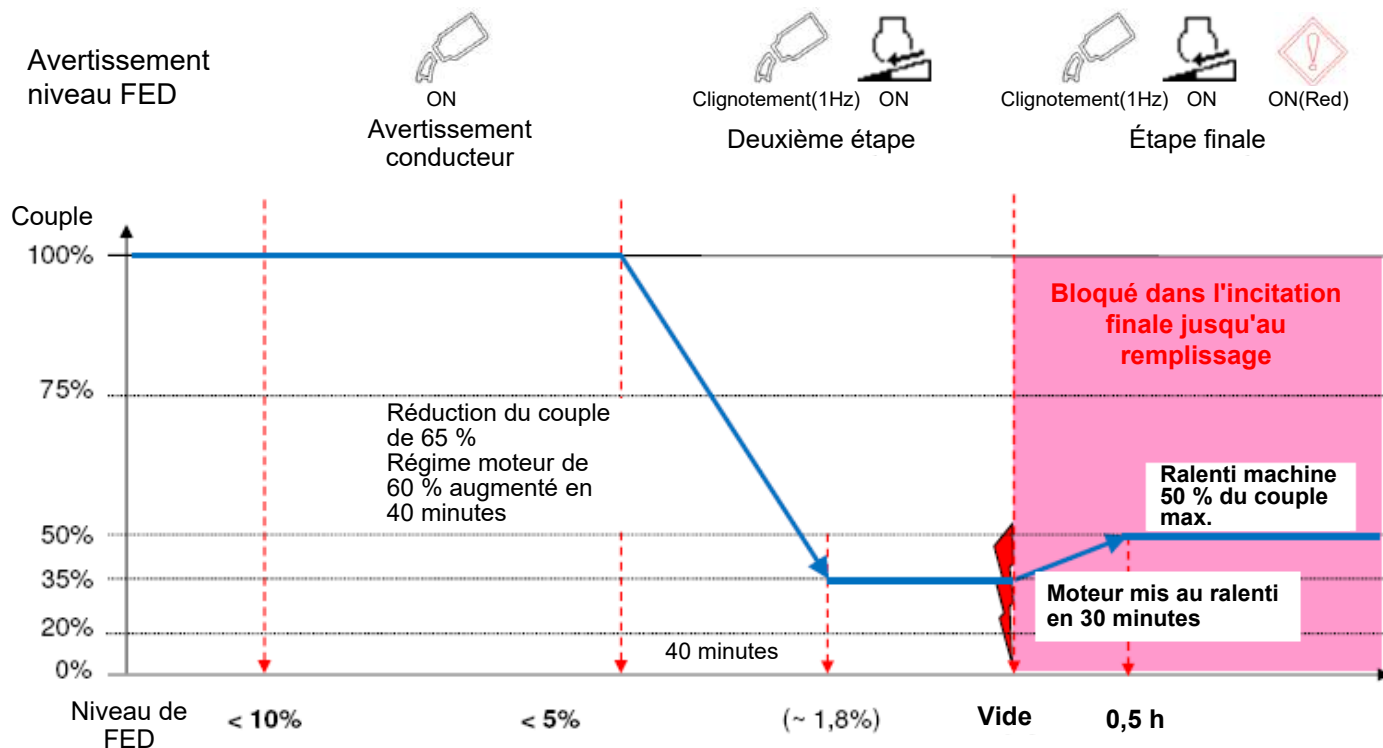 Avertissement
niveau FED
ON
Avertissement
conducteur
Clignotement(1Hz) ON
Deuxième étape
Clignotement(1Hz) ON ON(Red)
Étape finale
Couple
100%
75%
50%
35%
20%
0%
Réduction du couple
de 65 %
Régime moteur de
60 % augmenté en
40 minutes
Bloqué dans l'incitation
finale jusqu'au
remplissage
Ralenti machine
50 % du couple
max.
Moteur mis au ralenti
en 30 minutes
40 minutes
Niveau de
FED
< 10%
< 5%
(~ 1,8%)
Vide
0,5 h